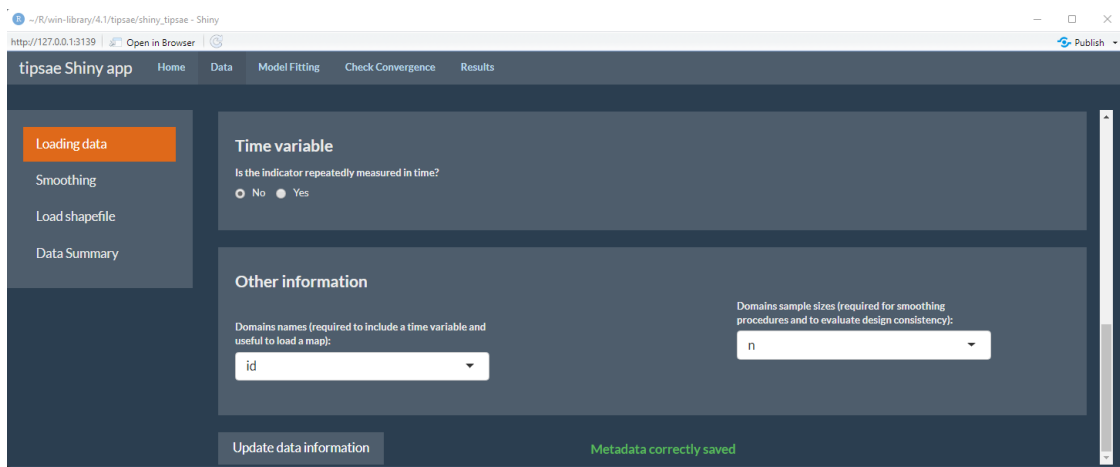 ~/R/win-library/4.1/tipsae/shiny_tipsae - Shiny
http://127.0.0.1:3139 Open in Browser Publish
tipsae Shiny app Home Data Model Fitting Check Convergence Results
Loading data
Smoothing
Load shapefile
Data Summary
Time variable
Is the indicator repeatedly measured in time?
No Yes
Other information
Domains names (required to include a time variable and
useful to load a map):
id
Domains sample sizes (required for smoothing
procedures and to evaluate design consistency):
n
Update data information
Metadata correctly saved